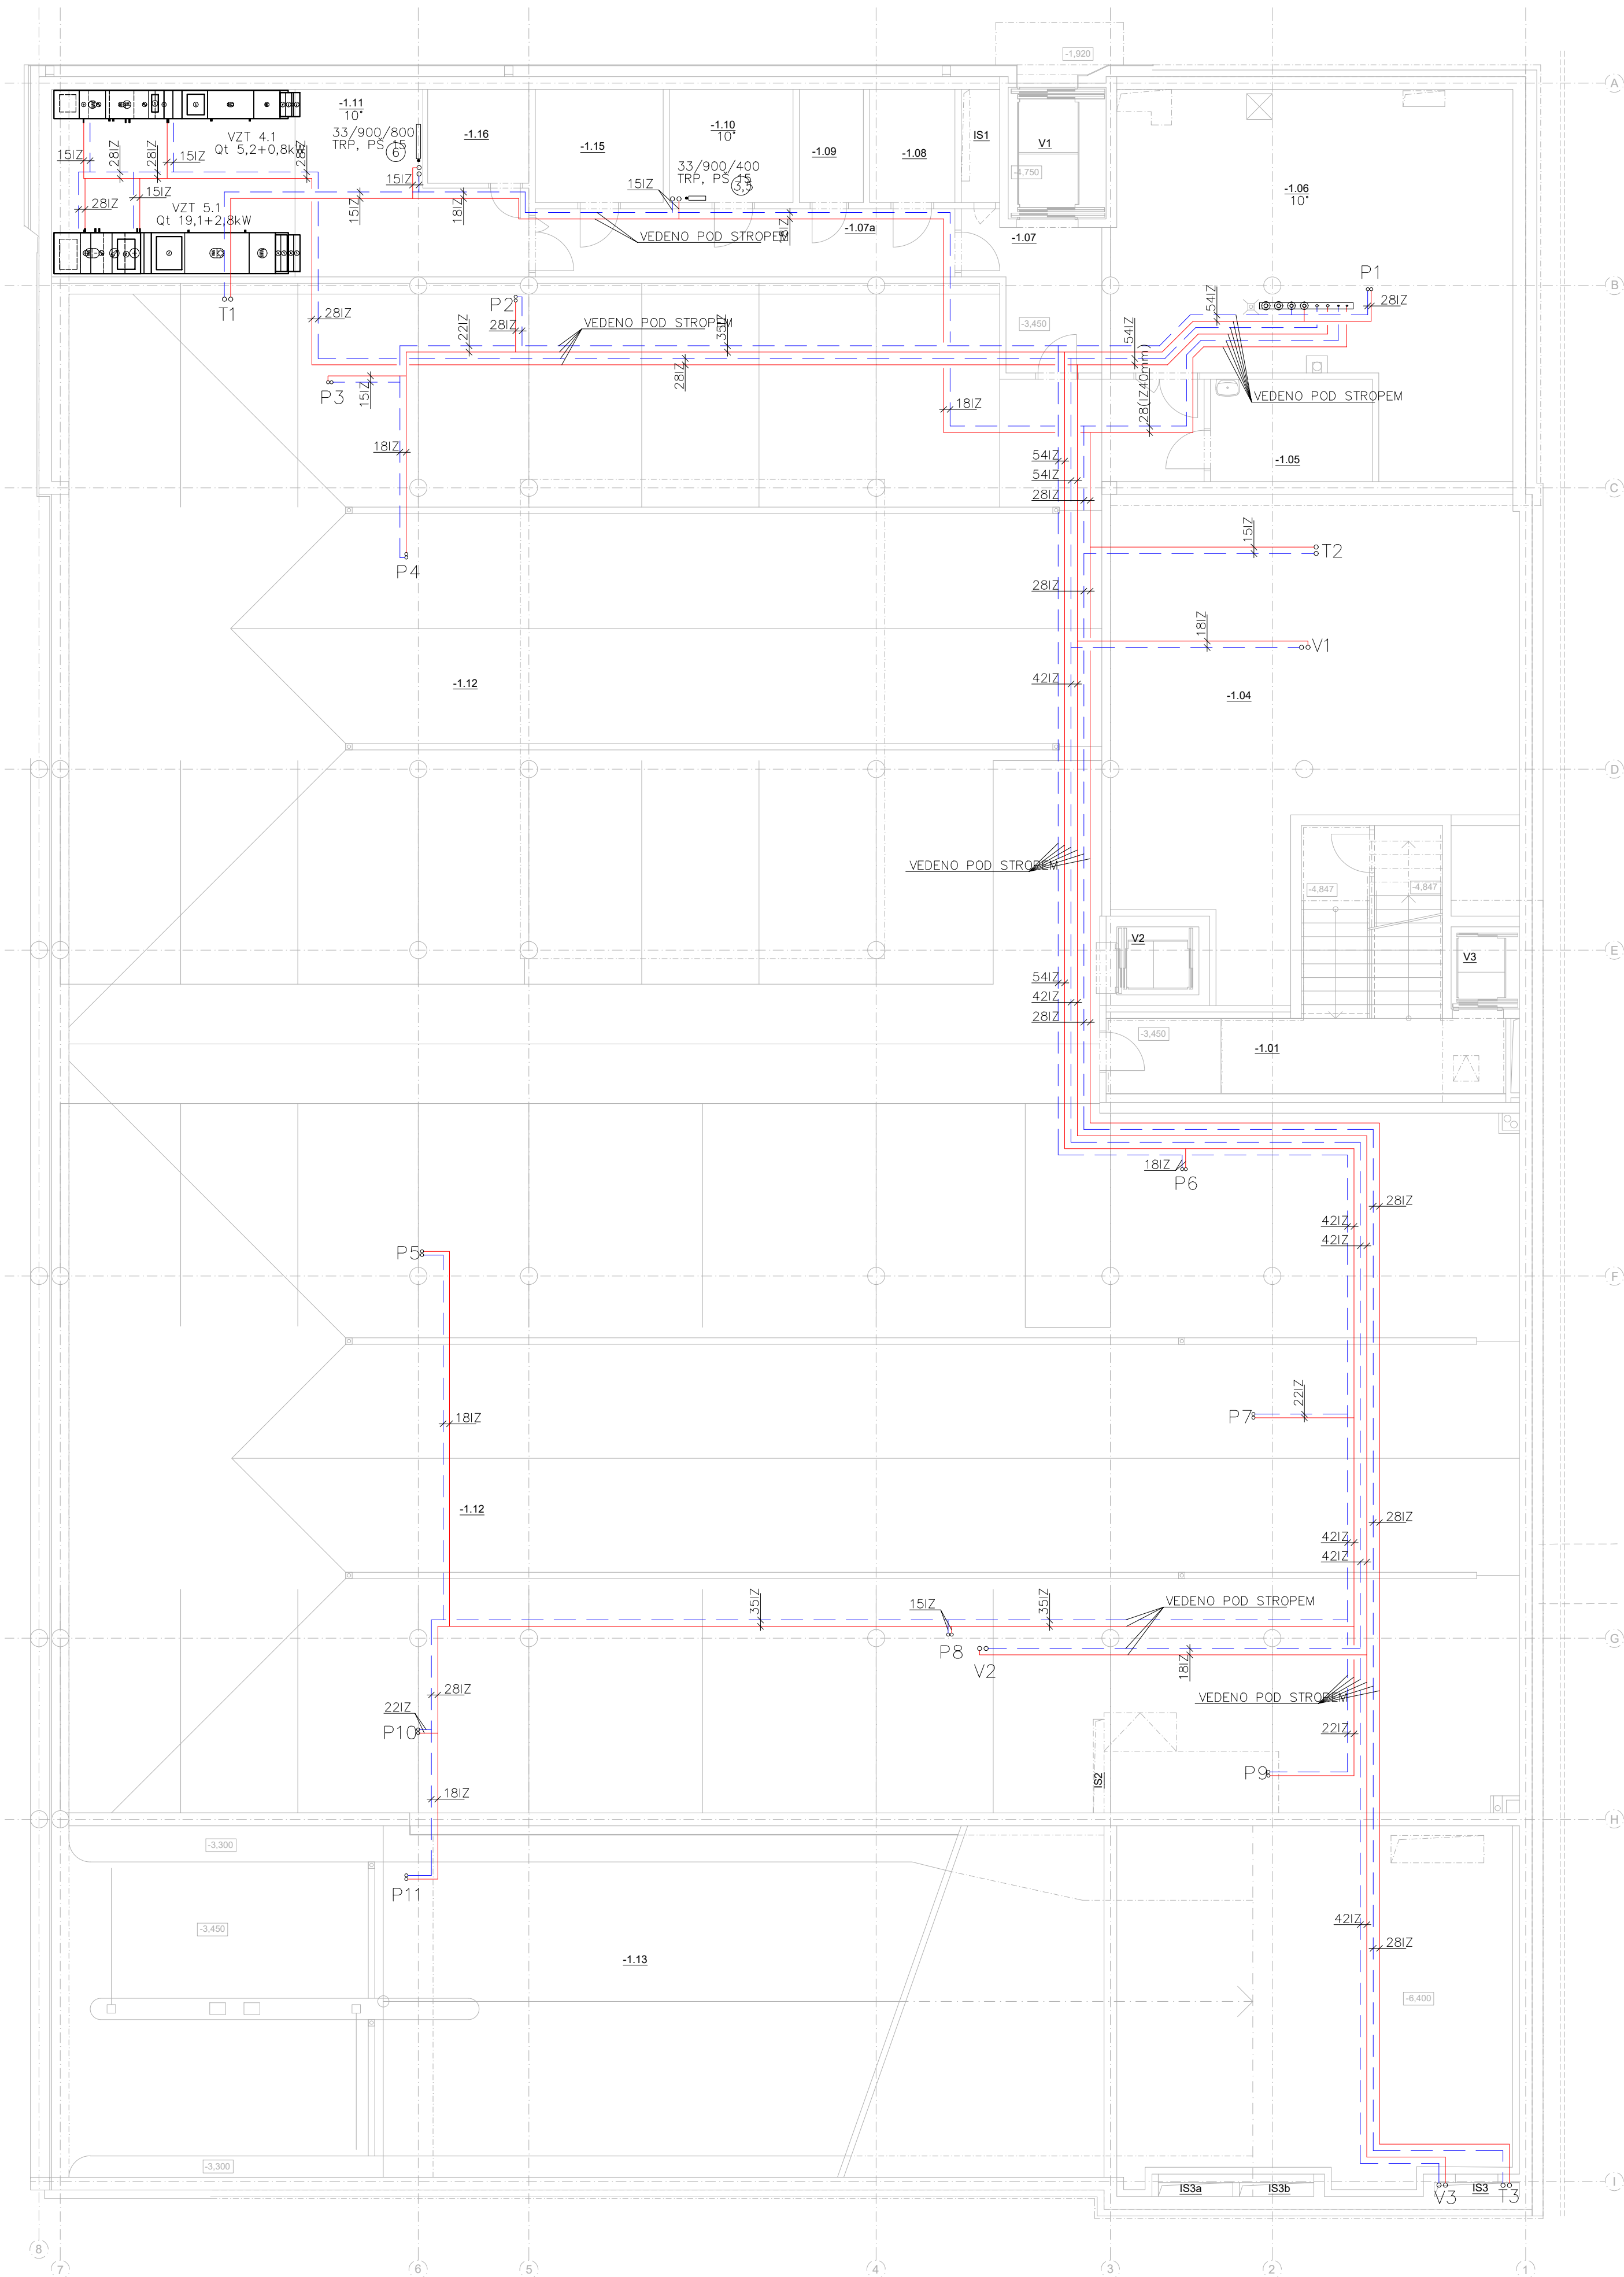 -1,920
A
-1.11
10°
33/900/800
TRP, PS 15
6
VZT 4.1
Qt 5,2+0,8kW
-1.16
-1.15
-1.10
10°
33/900/400
TRP, PS 15
3,5
-1.09
-1.08
IS1
V1
-4,750
-1.06
10°
15IZ
28IZ
28IZ
15IZ
28IZ
15IZ
15IZ
15IZ
28IZ
15IZ
18IZ
VZT 5.1
Qt 19,1+2,8kW
VEDENO POD STROPEM
18IZ
-1.07a
-1.07
P1
B
28IZ
T1
28IZ
P2
28IZ
22IZ
VEDENO POD STROPEM
35IZ
-3,450
54IZ
54IZ
28IZ
P3
15IZ
28(IZ40mm)
VEDENO POD STROPEM
18IZ
18IZ
54IZ
54IZ
28IZ
-1.05
C
15IZ
T2
P4
28IZ
18IZ
V1
-1.12
42IZ
-1.04
D
VEDENO POD STROPEM
-4,847
-4,847
V2
V3
E
54IZ
42IZ
28IZ
-3,450
-1.01
18IZ
P6
28IZ
42IZ
42IZ
P5
F
22IZ
P7
18IZ
-1.12
28IZ
42IZ
42IZ
35IZ
15IZ
35IZ
VEDENO POD STROPEM
P8
V2
18IZ
G
28IZ
22IZ
P10
VEDENO POD STROPEM
22IZ
P9
IS2
18IZ
H
-3,300
P11
-3,450
42IZ
28IZ
-1.13
-6,400
-3,300
IS3a
IS3b
V3
IS3
T3
I
8
7
6
5
4
3
2
1